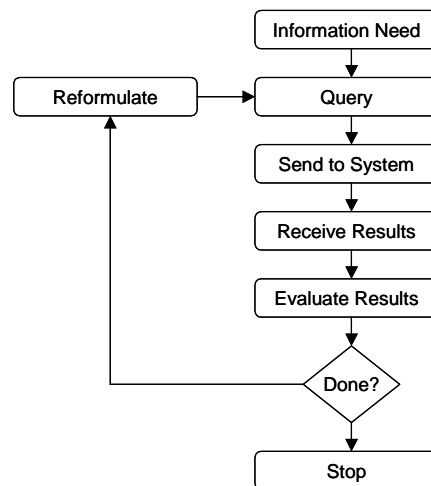 Information Need
Reformulate
Query
Send to System
Receive Results
Evaluate Results
Done?
Stop